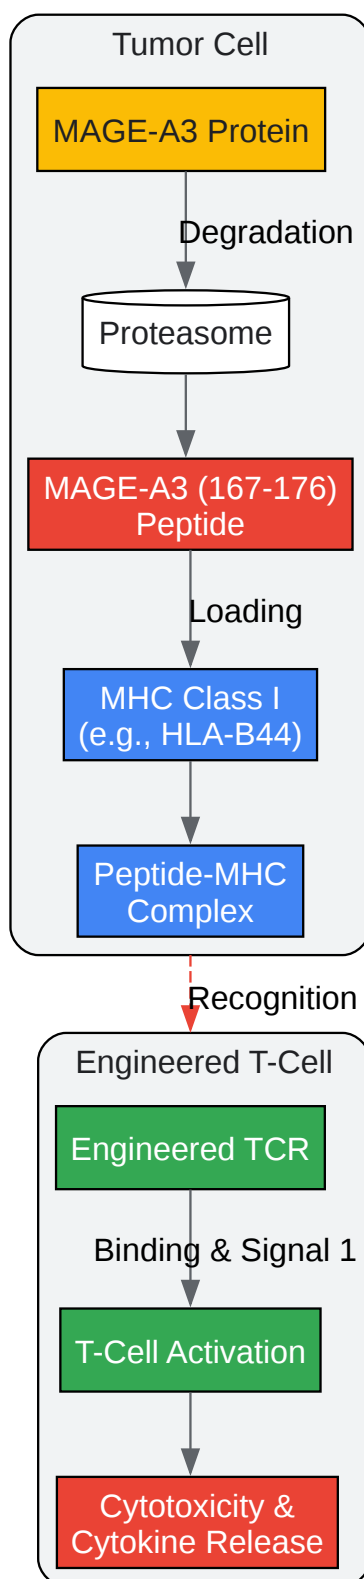 Tumor Cell
MAGE-A3 Protein
Degradation
Proteasome
MAGE-A3 (167-176)
Peptide
Loading
MHC Class I
(e.g., HLA-B44)
Peptide-MHC
Complex
Recognition
Engineered T-Cell
Engineered TCR
Binding & Signal 1
T-Cell Activation
Cytotoxicity &
Cytokine Release